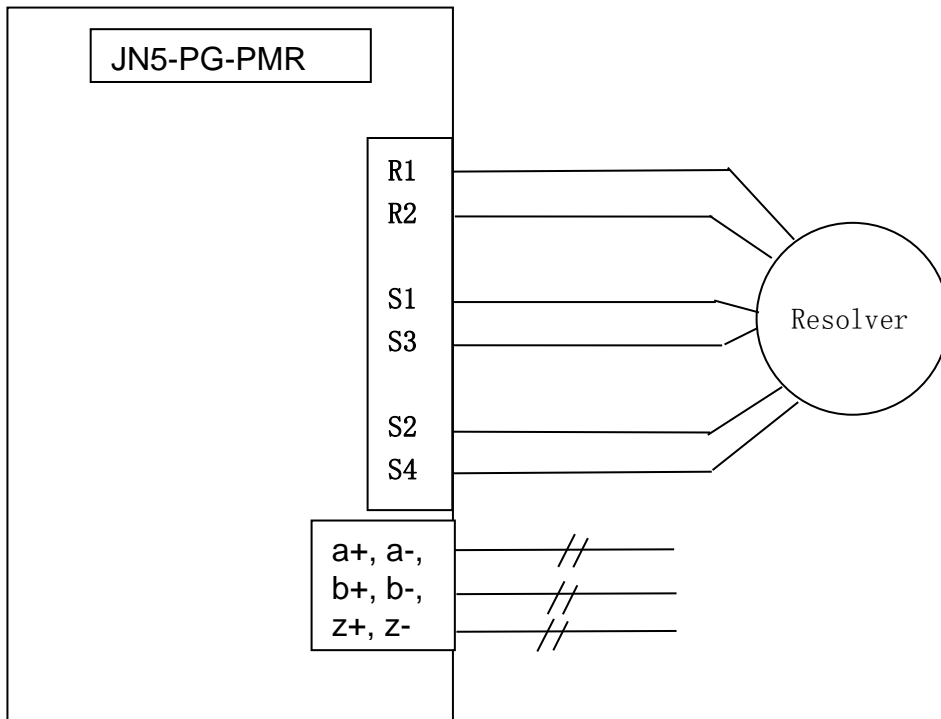 JN5-PG-PMR
R1
R2
S1
S3
Resolver
S2
S4
a+, a-,
b+, b-,
z+, z-